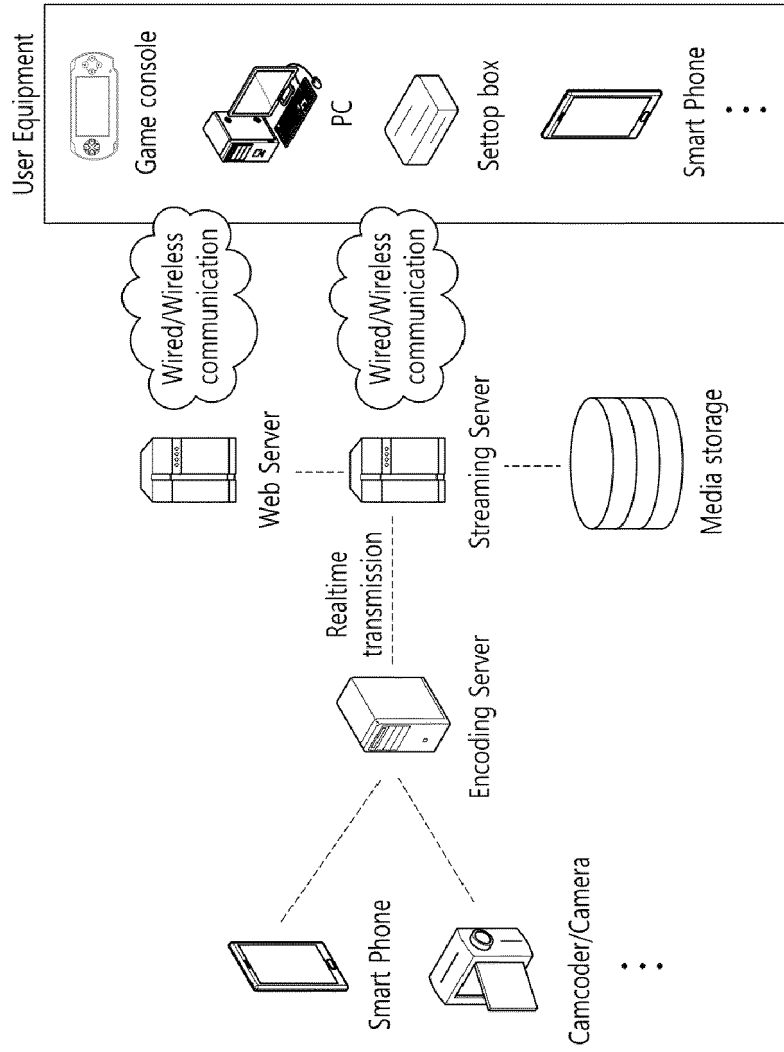 User Equipment
Game console
PC
Settop box
Smart Phone
Wired/Wireless
communication
Wired/Wireless
communication
Web Server
Streaming Server
Media storage
Realtime
transmission
Encoding Server
Smart Phone
Camcoder/Camera